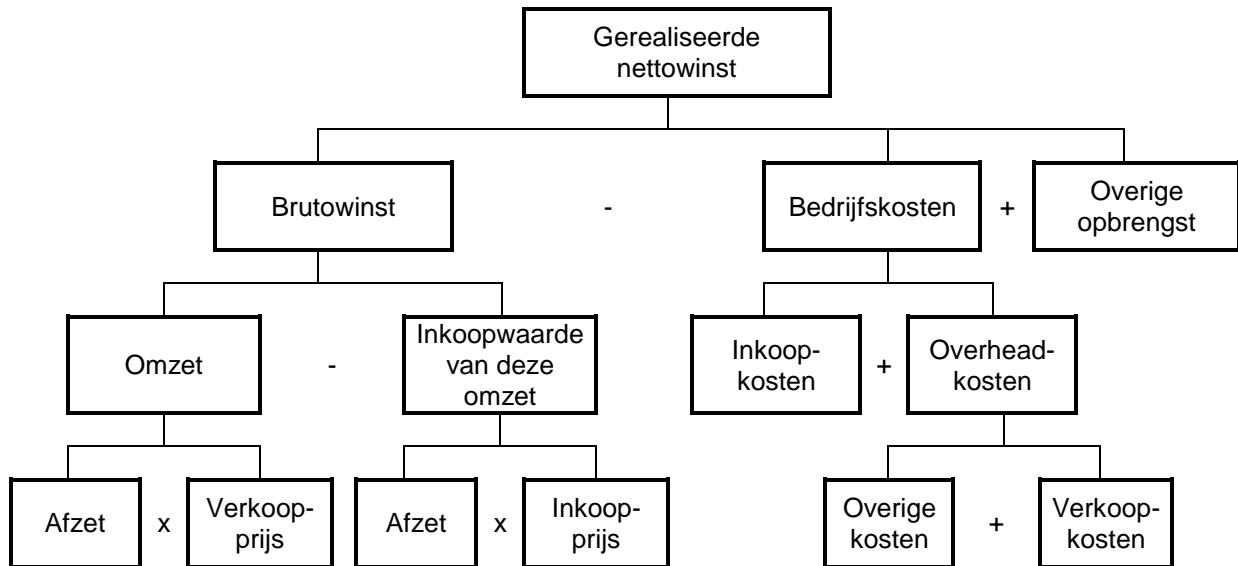 Gerealiseerde
nettowinst
Brutowinst
-
Bedrijfskosten
+
Overige
opbrengst
Omzet
-
Inkoopwaarde
van deze
omzet
Inkoop-
kosten
+
Overhead-
kosten
Afzet
x
Verkoop-
prijs
Afzet
x
Inkoop-
prijs
Overige
kosten
+
Verkoop-
kosten